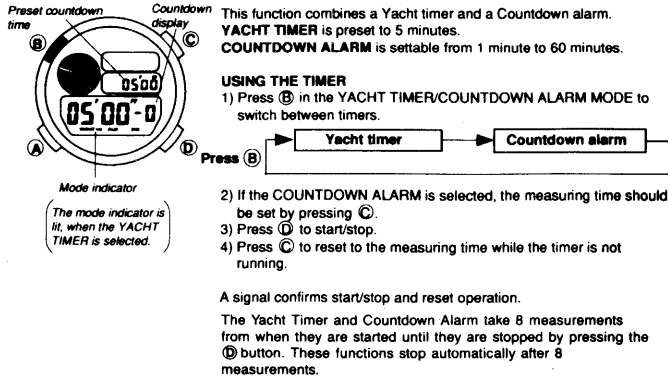 Preset countdown
time
Countdown
display
B
C
05'00"
05'00"-0
A
D
Mode indicator
The mode indicator is
lit, when the YACHT
TIMER is selected.
This function combines a Yacht timer and a Countdown alarm.
YACHT TIMER is preset to 5 minutes.
COUNTDOWN ALARM is settable from 1 minute to 60 minutes.
USING THE TIMER
1) Press Ⓑ in the YACHT TIMER/COUNTDOWN ALARM MODE to
switch between timers.
Yacht timer
Countdown alarm
Press Ⓑ
2) If the COUNTDOWN ALARM is selected, the measuring time should
be set by pressing Ⓒ.
3) Press Ⓓ to start/stop.
4) Press Ⓒ to reset to the measuring time while the timer is not
running.
A signal confirms start/stop and reset operation.
The Yacht Timer and Countdown Alarm take 8 measurements
from when they are started until they are stopped by pressing the
Ⓓ button. These functions stop automatically after 8
measurements.